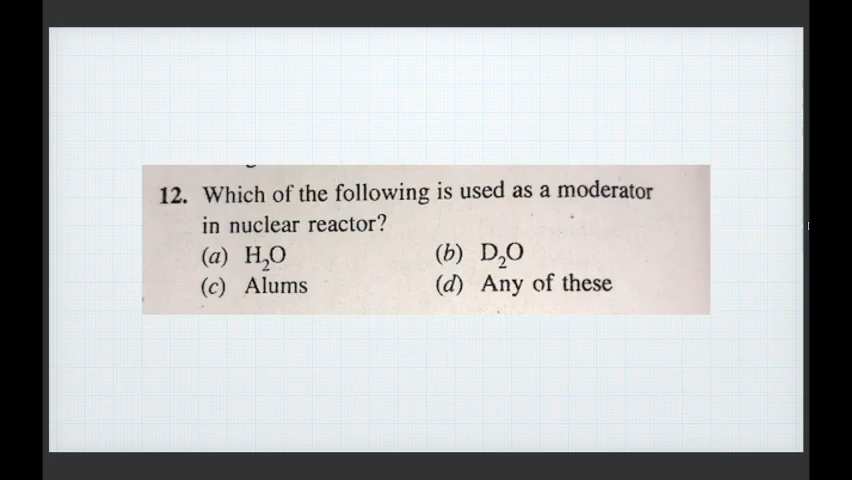 12. Which of the following is used as a moderator
in nuclear reactor?
(a) H₂O (b) D₂O
(c) Alums (d) Any of these